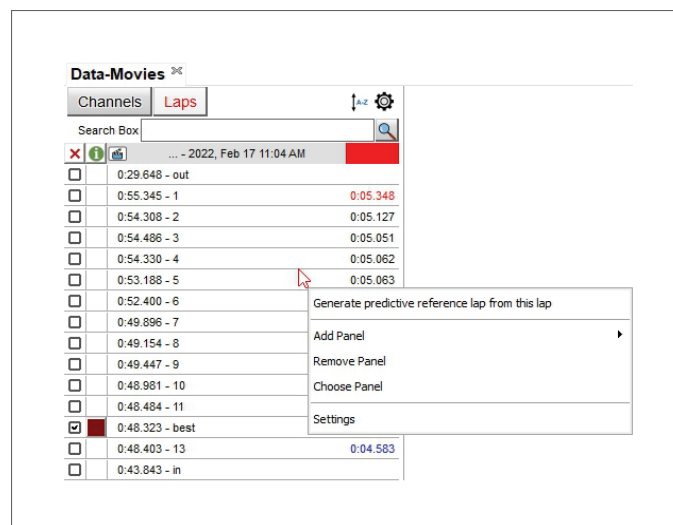 Data-Movies
Channels Laps A-Z
Search Box
... - 2022, Feb 17 11:04 AM
0:29.648 - out
0:55.345 - 1 0:05.348
0:54.308 - 2 0:05.127
0:54.486 - 3 0:05.051
0:54.330 - 4 0:05.062
0:53.188 - 5 0:05.063
0:52.400 - 6
Generate predictive reference lap from this lap
0:49.896 - 7
Add Panel
0:49.154 - 8
0:49.447 - 9
Remove Panel
0:48.981 - 10
Choose Panel
0:48.484 - 11
Settings
0:48.323 - best
0:48.403 - 13 0:04.583
0:43.843 - in